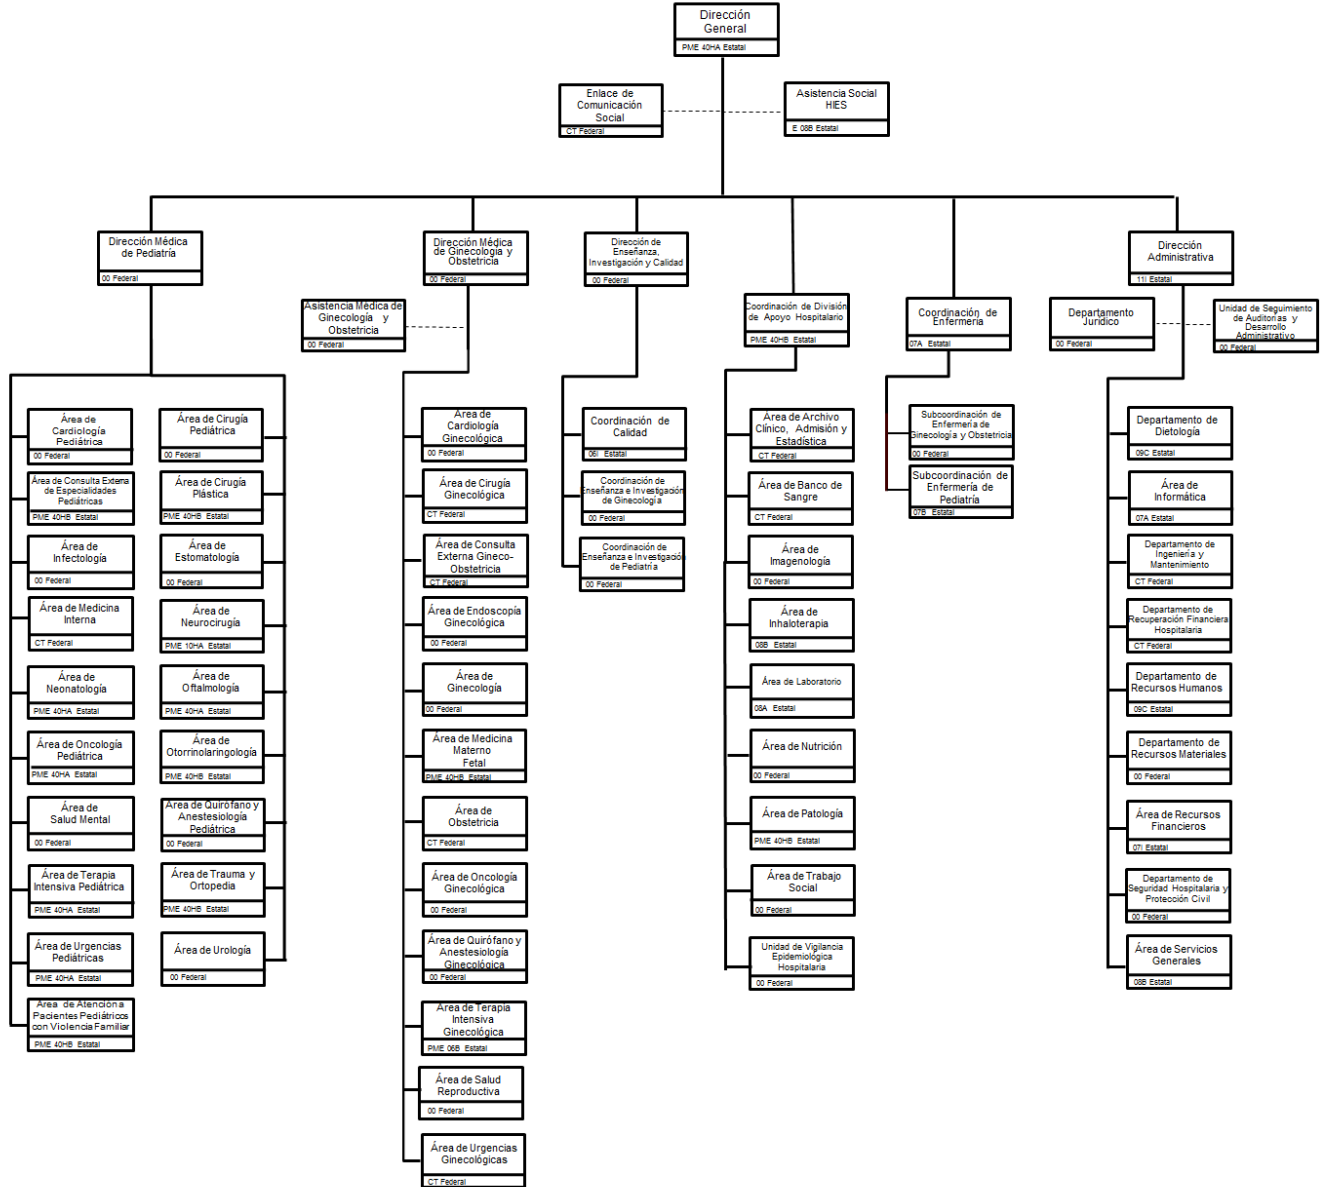 Dirección
General
PME 40HA Estatal
Enlace de
Comunicación
Social
CT Federal
Asistencia Social
HIES
E 08B Estatal
Dirección Médica
de Pediatría
00 Federal
Dirección Médica
de Ginecología y
Obstetricia
00 Federal
Dirección de
Enseñanza,
Investigación y Calidad
00 Federal
Dirección
Administrativa
11I Estatal
Asistencia Médica de
Ginecología y
Obstetricia
00 Federal
Coordinación de División
de Apoyo Hospitalario
PME 40HB Estatal
Coordinación de
Enfermería
07A Estatal
Departamento
Jurídico
00 Federal
Unidad de Seguimiento
de Auditorias y
Desarrollo
Administrativo
00 Federal
Área de
Cardiología
Pediátrica
00 Federal
Área de Consulta Externa
de Especialidades
Pediátricas
PME 40HB Estatal
Área de
Infectología
00 Federal
Área de Medicina
Interna
CT Federal
Área de
Neonatología
PME 40HA Estatal
Área de Oncología
Pediátrica
PME 40HA Estatal
Área de
Salud Mental
00 Federal
Área de Terapia
Intensiva Pediátrica
PME 40HA Estatal
Área de Urgencias
Pediátricas
PME 40HA Estatal
Área de Atención a
Pacientes Pediátricos
con Violencia Familiar
PME 40HB Estatal
Área de Cirugía
Pediátrica
00 Federal
Área de Cirugía
Plástica
PME 40HB Estatal
Área de
Estomatología
00 Federal
Área de
Neurocirugía
PME 10HA Estatal
Área de
Oftalmología
PME 40HA Estatal
Área de
Otorrinolaringología
PME 40HB Estatal
Área de Quirófano y
Anestesiología
Pediátrica
00 Federal
Área de Trauma y
Ortopedia
PME 40HB Estatal
Área de Urología
00 Federal
Área de
Cardiología
Ginecológica
00 Federal
Área de Cirugía
Ginecológica
CT Federal
Área de Consulta
Externa Gineco-
Obstetricia
CT Federal
Área de Endoscopía
Ginecológica
00 Federal
Área de
Ginecología
00 Federal
Área de Medicina
Materno
Fetal
PME 40HB Estatal
Área de
Obstetricia
CT Federal
Área de Oncología
Ginecológica
00 Federal
Área de Quirófano y
Anestesiología
Ginecológica
00 Federal
Área de Terapia
Intensiva
Ginecológica
PME 06B Estatal
Área de Salud
Reproductiva
00 Federal
Área de Urgencias
Ginecológicas
CT Federal
Coordinación de
Calidad
06I Estatal
Coordinación de
Enseñanza e Investigación
de Ginecología
00 Federal
Coordinación de
Enseñanza e Investigación
de Pediatría
00 Federal
Área de Archivo
Clínico, Admisión y
Estadística
CT Federal
Área de Banco de
Sangre
CT Federal
Área de
Imagenología
00 Federal
Área de
Inhaloterapia
08B Estatal
Área de Laboratorio
08A Estatal
Área de Nutrición
00 Federal
Área de Patología
PME 40HB Estatal
Área de Trabajo
Social
00 Federal
Unidad de Vigilancia
Epidemiológica
Hospitalaria
00 Federal
Subcoordinación de
Enfermería de
Ginecología y Obstetricia
00 Federal
Subcoordinación de
Enfermería de
Pediatría
07B Estatal
Departamento de
Dietología
09C Estatal
Área de
Informática
07A Estatal
Departamento de
Ingeniería y
Mantenimiento
CT Federal
Departamento de
Recuperación Financiera
Hospitalaria
CT Federal
Departamento de
Recursos Humanos
09C Estatal
Departamento de
Recursos Materiales
00 Federal
Área de Recursos
Financieros
07I Estatal
Departamento de
Seguridad Hospitalaria y
Protección Civil
00 Federal
Área de Servicios
Generales
08B Estatal